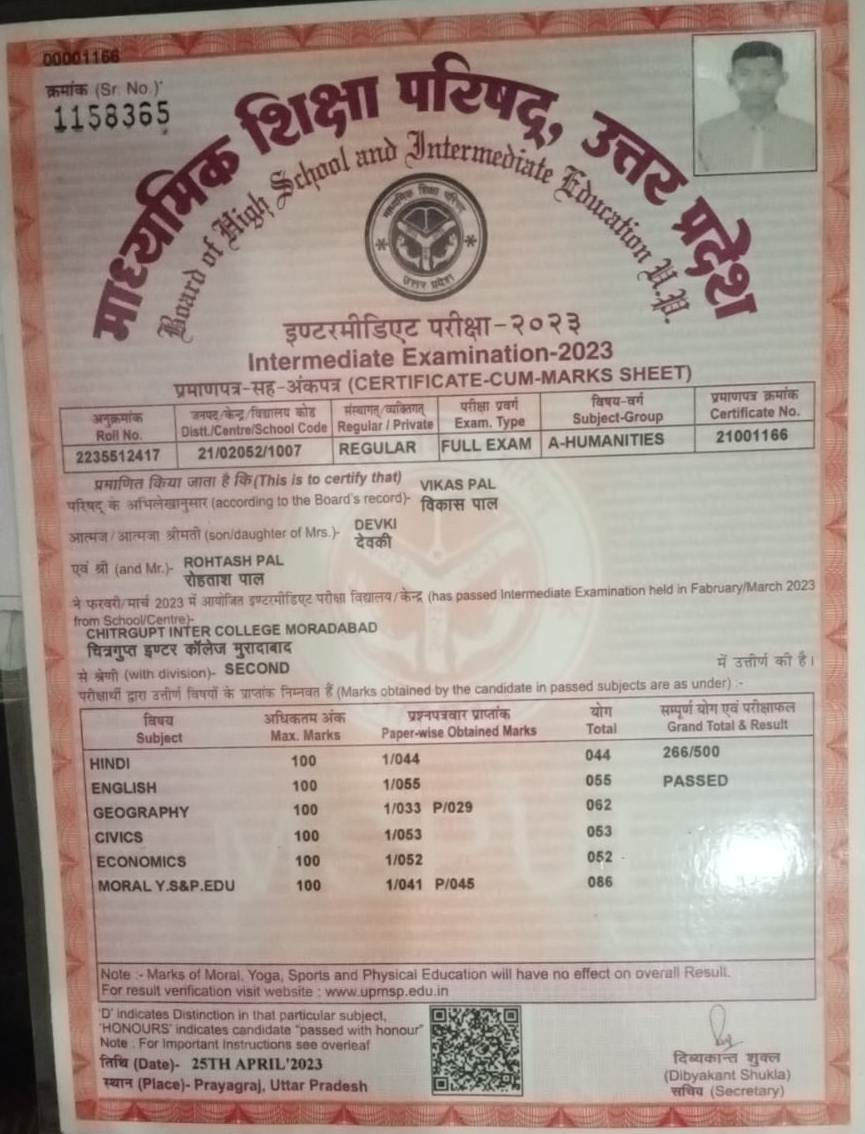 00001166
क्रमांक (Sr. No.)
1158365
माध्यमिक शिक्षा परिषद्, उत्तर प्रदेश
Board of High School and Intermediate Education U.P.
माध्यमिक शिक्षा परिषद
उत्तर प्रदेश
इण्टरमीडिएट परीक्षा-२०२३
Intermediate Examination-2023
प्रमाणपत्र-सह-अंकपत्र (CERTIFICATE-CUM-MARKS SHEET)
अनुक्रमांक जनपद/केन्द्र/विद्यालय कोड संस्थागत/व्यक्तिगत परीक्षा प्रवर्ग विषय-वर्ग प्रमाणपत्र क्रमांक
Roll No. Distt./Centre/School Code Regular / Private Exam. Type Subject-Group Certificate No.
2235512417 21/02052/1007 REGULAR FULL EXAM A-HUMANITIES 21001166
प्रमाणित किया जाता है कि (This is to certify that) VIKAS PAL
परिषद् के अभिलेखानुसार (according to the Board's record)- विकास पाल
आत्मज/आत्मजा श्रीमती (son/daughter of Mrs.)- DEVKI
देवकी
एवं श्री (and Mr.)- ROHTASH PAL
रोहताश पाल
ने फरवरी/मार्च 2023 में आयोजित इण्टरमीडिएट परीक्षा विद्यालय/केन्द्र (has passed Intermediate Examination held in Fabruary/March 2023
from School/Centre)-
CHITRGUPT INTER COLLEGE MORADABAD
चित्रगुप्त इण्टर कॉलेज मुरादाबाद
से श्रेणी (with division)- SECOND में उत्तीर्ण की है।
परीक्षार्थी द्वारा उत्तीर्ण विषयों के प्राप्तांक निम्नवत हैं (Marks obtained by the candidate in passed subjects are as under) :-
विषय अधिकतम अंक प्रश्नपत्रवार प्राप्तांक योग सम्पूर्ण योग एवं परीक्षाफल
Subject Max. Marks Paper-wise Obtained Marks Total Grand Total & Result
HINDI 100 1/044 044 266/500
ENGLISH 100 1/055 055 PASSED
GEOGRAPHY 100 1/033 P/029 062
CIVICS 100 1/053 053
ECONOMICS 100 1/052 052
MORAL Y.S&P.EDU 100 1/041 P/045 086
Note :- Marks of Moral, Yoga, Sports and Physical Education will have no effect on overall Result.
For result verification visit website : www.upmsp.edu.in
'D' indicates Distinction in that particular subject,
'HONOURS' indicates candidate "passed with honour"
Note : For Important Instructions see overleaf
तिथि (Date)- 25TH APRIL'2023
स्थान (Place)- Prayagraj, Uttar Pradesh
दिब्यकान्त शुक्ल
(Dibyakant Shukla)
सचिव (Secretary)